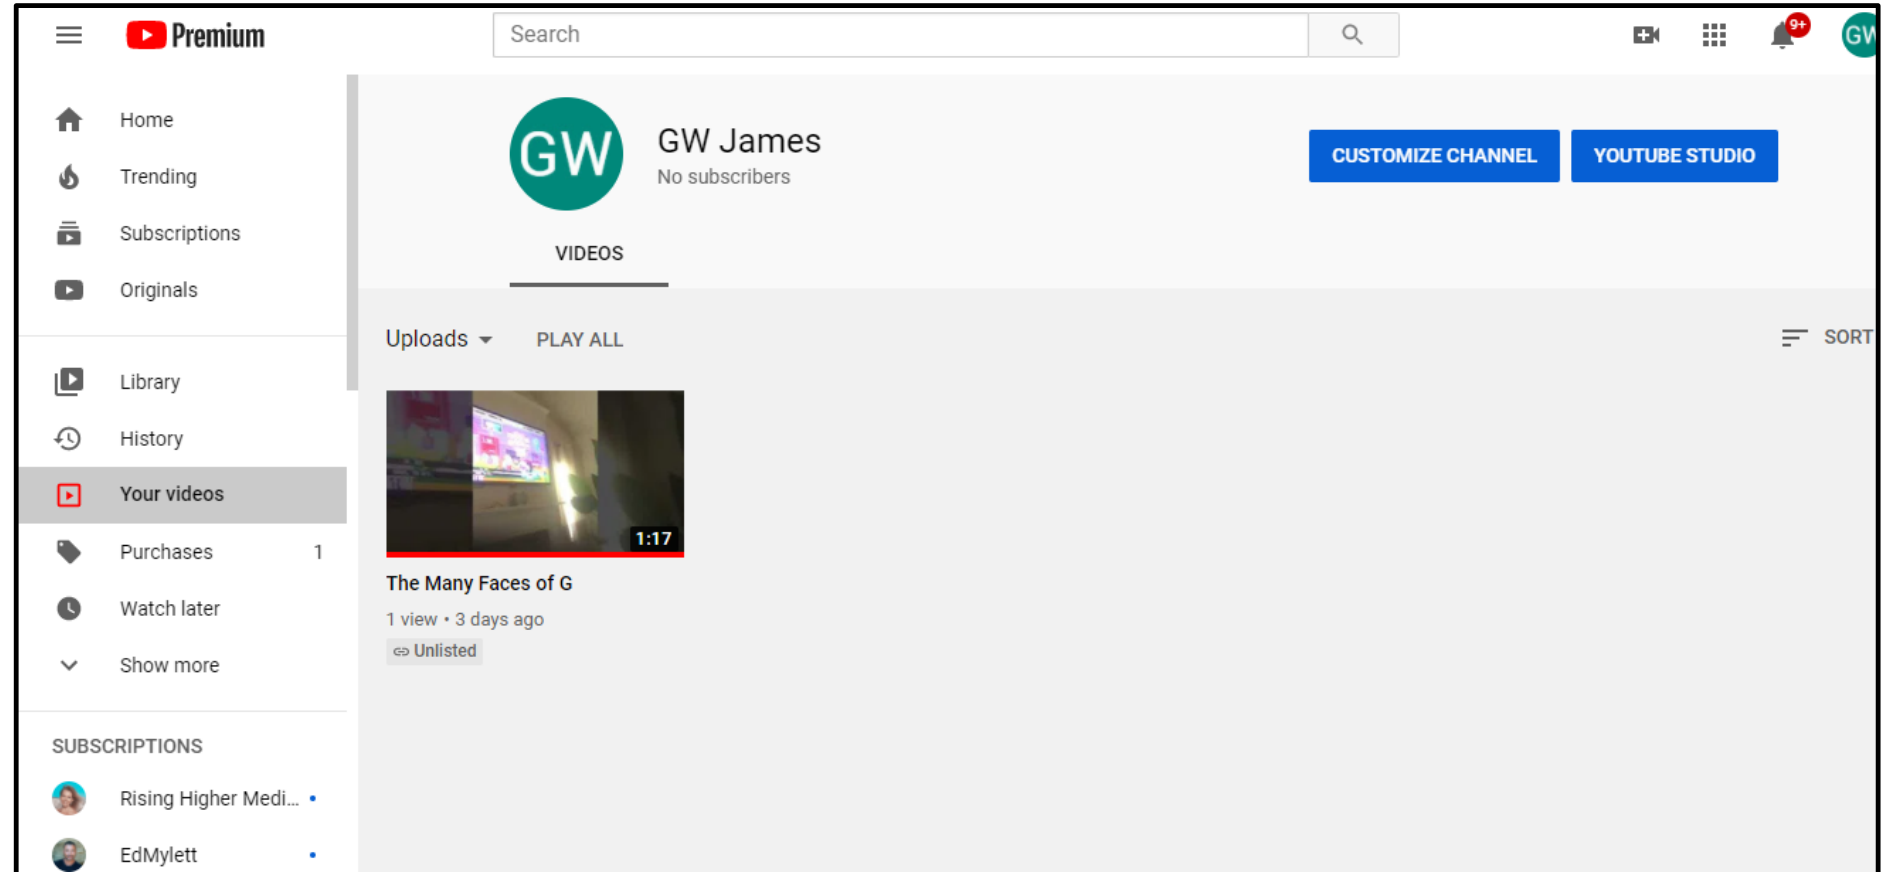 Premium
Search
9+
GW
Home
Trending
Subscriptions
Originals
Library
History
Your videos
Purchases 1
Watch later
Show more
SUBSCRIPTIONS
Rising Higher Medi...
EdMylett
GW
GW James
No subscribers
CUSTOMIZE CHANNEL
YOUTUBE STUDIO
VIDEOS
Uploads
PLAY ALL
SORT
1:17
The Many Faces of G
1 view • 3 days ago
Unlisted